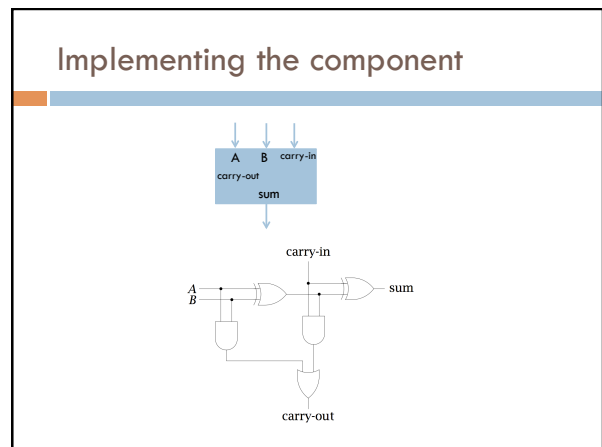 Implementing the component
A B carry-in
carry-out
sum
carry-in
A
sum
B
carry-out